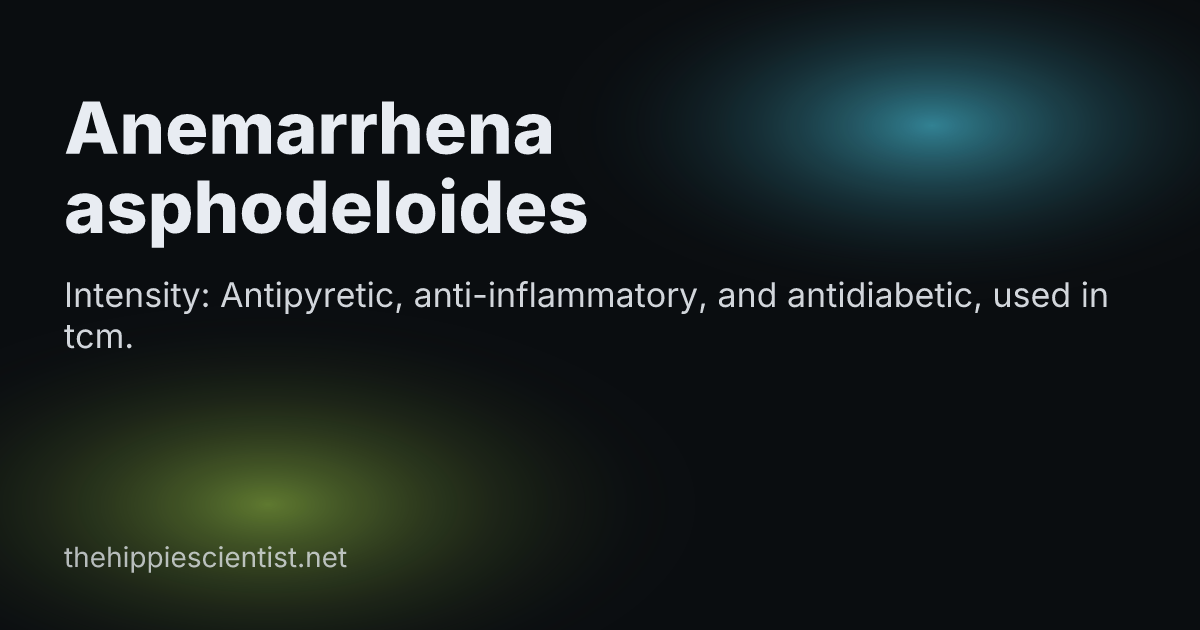 Anemarrhena
asphodeloides
Intensity: Antipyretic, anti-inflammatory, and antidiabetic, used in
tcm.
thehippiescientist.net